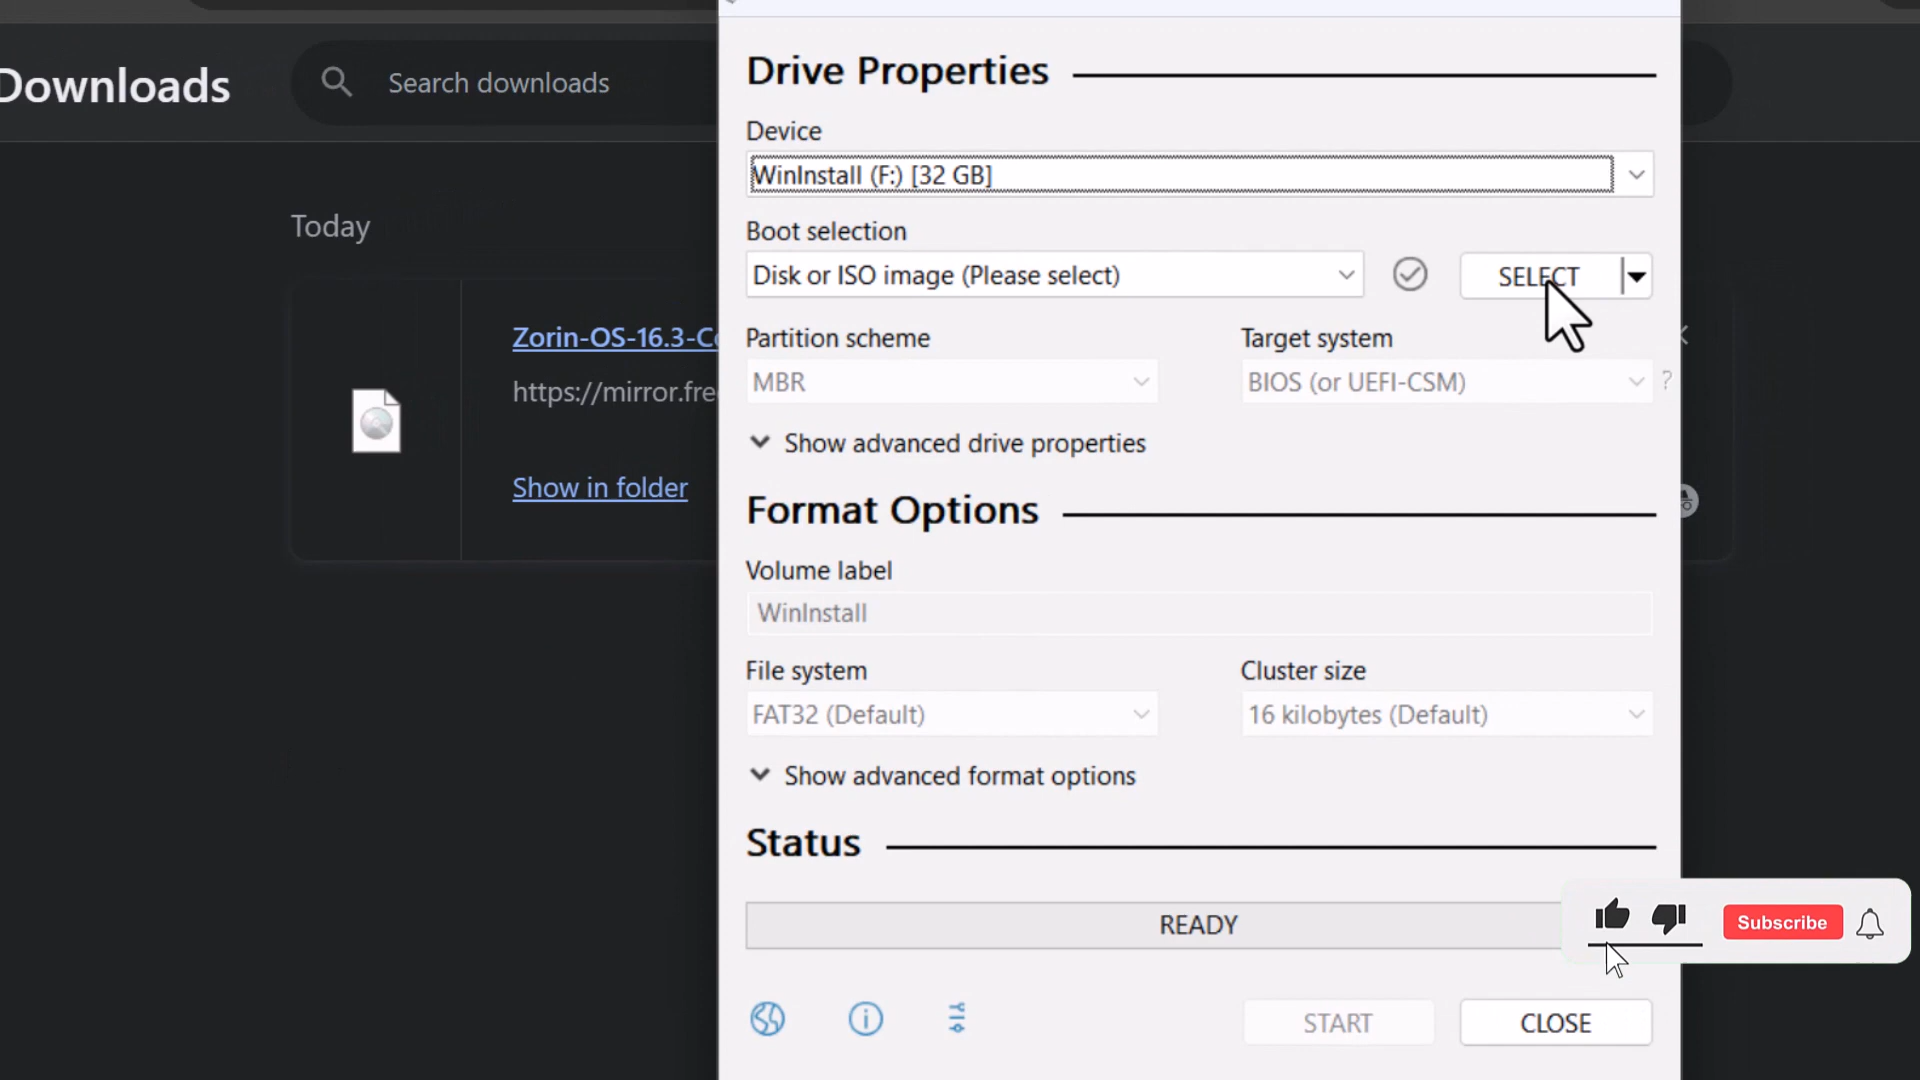 Downloads
Search downloads
Today
Zorin-OS-16.3-Co
https://mirror.fre
Show in folder
Drive Properties
Device
WinInstall (F:) [32 GB]
Boot selection
Disk or ISO image (Please select)
SELECT
Partition scheme
Target system
MBR
BIOS (or UEFI-CSM)
?
Show advanced drive properties
Format Options
Volume label
WinInstall
File system
Cluster size
FAT32 (Default)
16 kilobytes (Default)
Show advanced format options
Status
READY
Subscribe
START
CLOSE